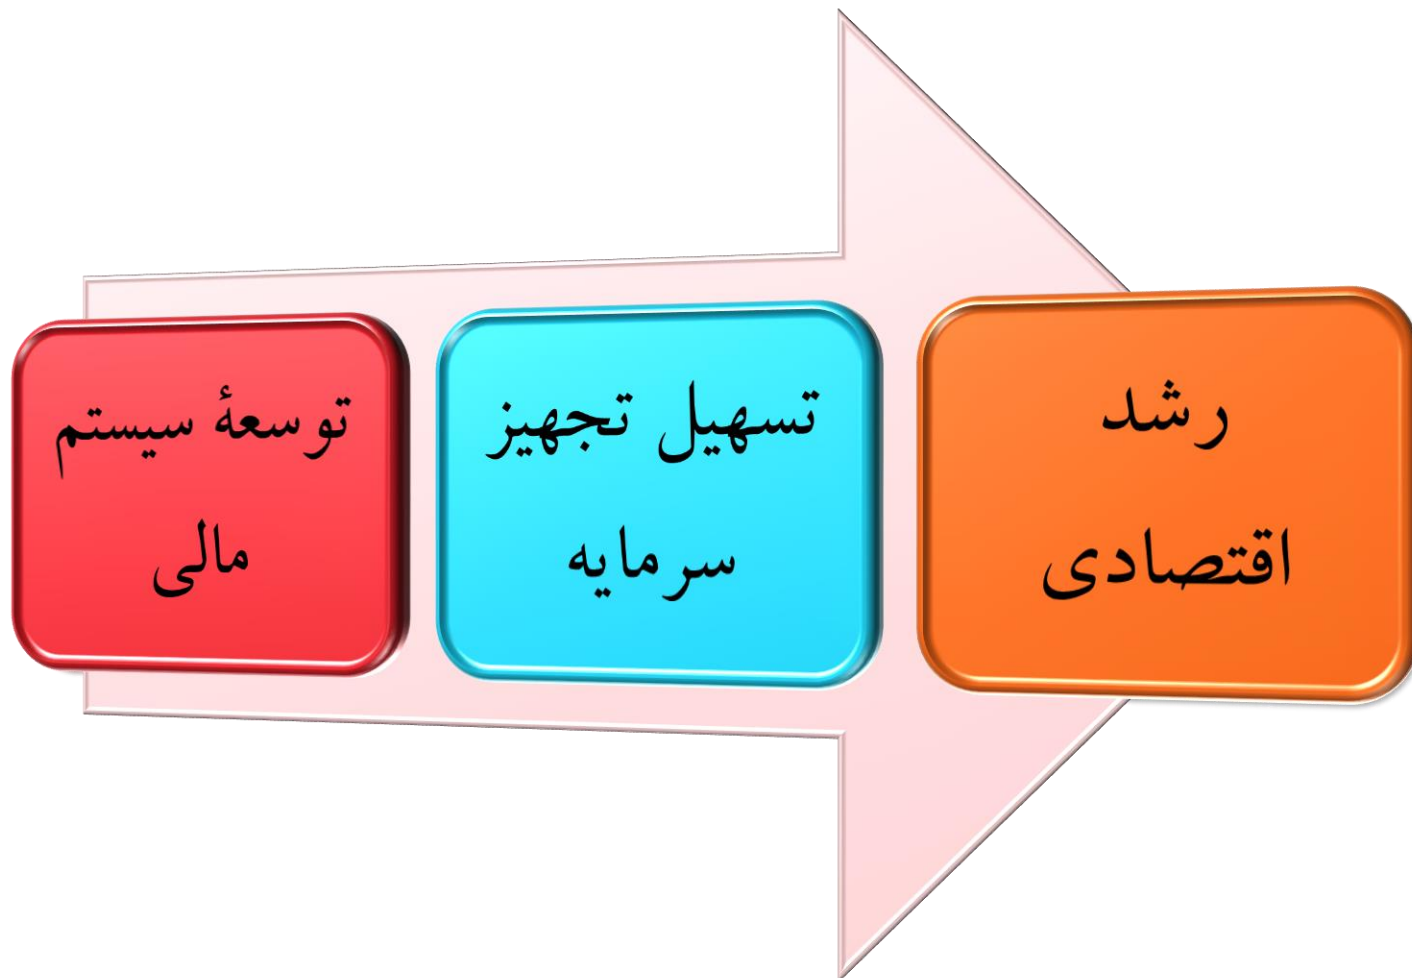 توسعهٔ سیستم
مالی
تسهیل تجهیز
سرمایه
رشد
اقتصادی